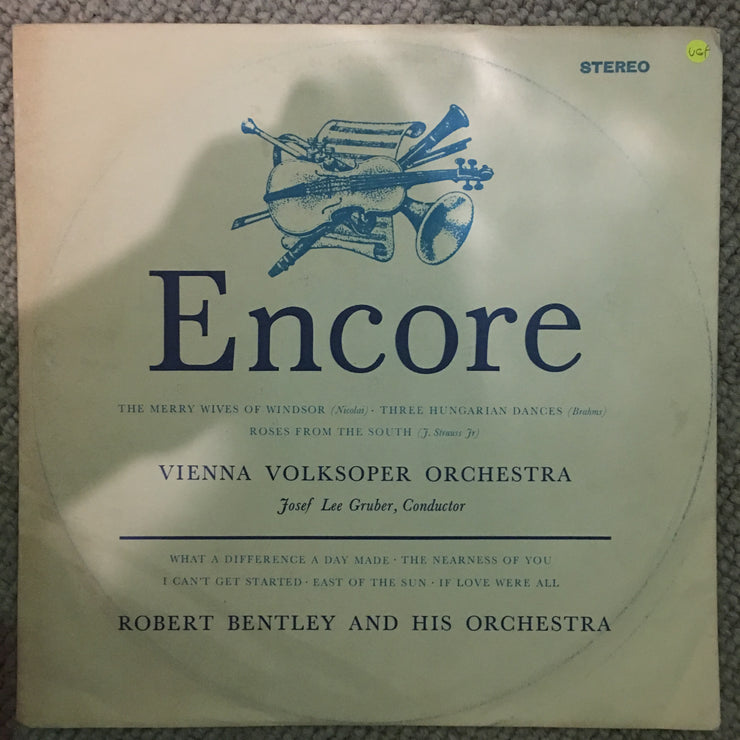 STEREO
UCF
Encore
THE MERRY WIVES OF WINDSOR (Nicolai) · THREE HUNGARIAN DANCES (Brahms)
ROSES FROM THE SOUTH (J. Strauss Jr)
VIENNA VOLKSOPER ORCHESTRA
Josef Lee Gruber, Conductor
WHAT A DIFFERENCE A DAY MADE · THE NEARNESS OF YOU
I CAN'T GET STARTED · EAST OF THE SUN · IF LOVE WERE ALL
ROBERT BENTLEY AND HIS ORCHESTRA